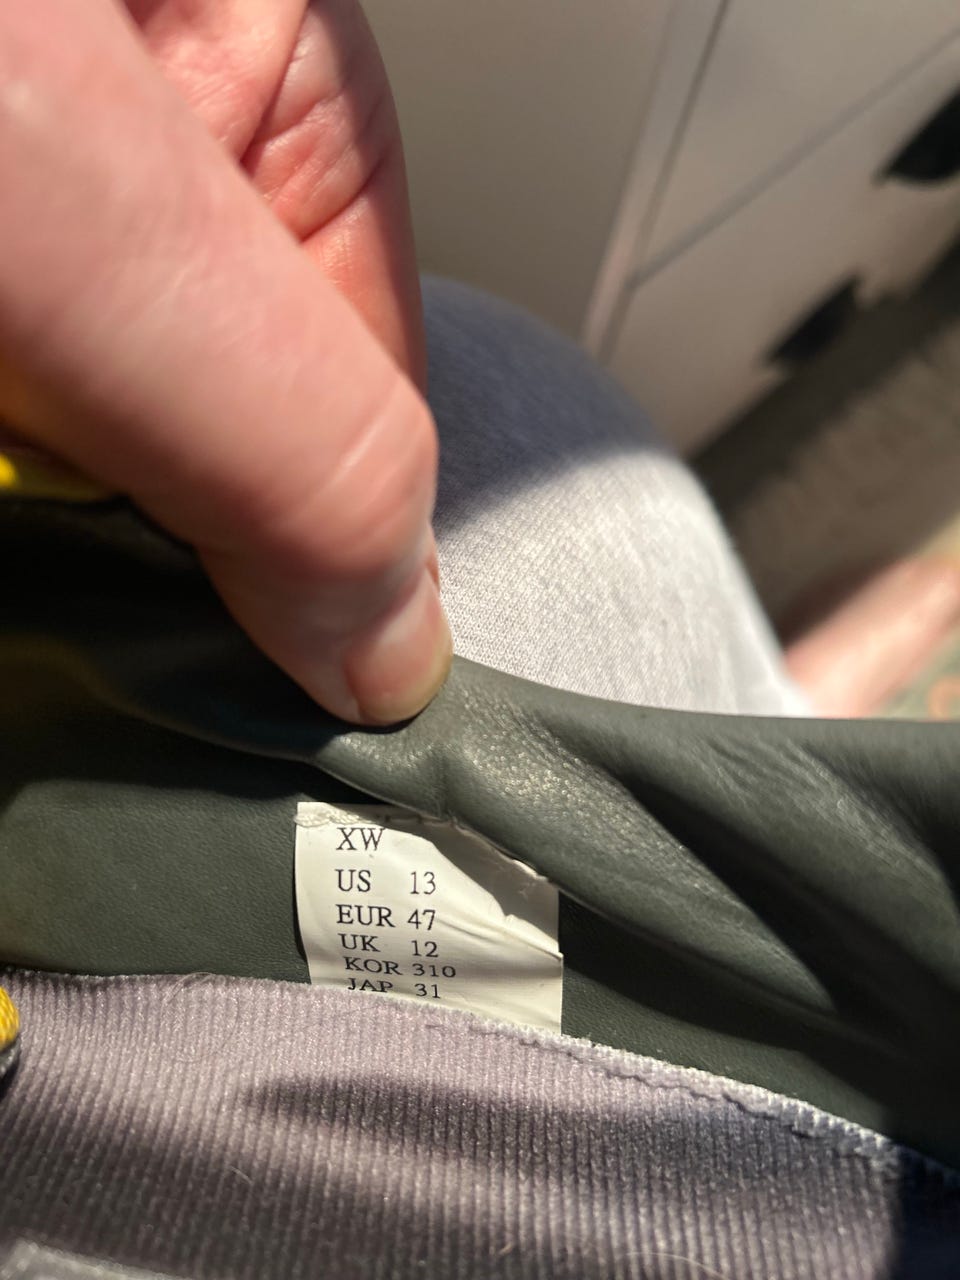 XW
US 13
EUR 47
UK 12
KOR 310
JAP 31